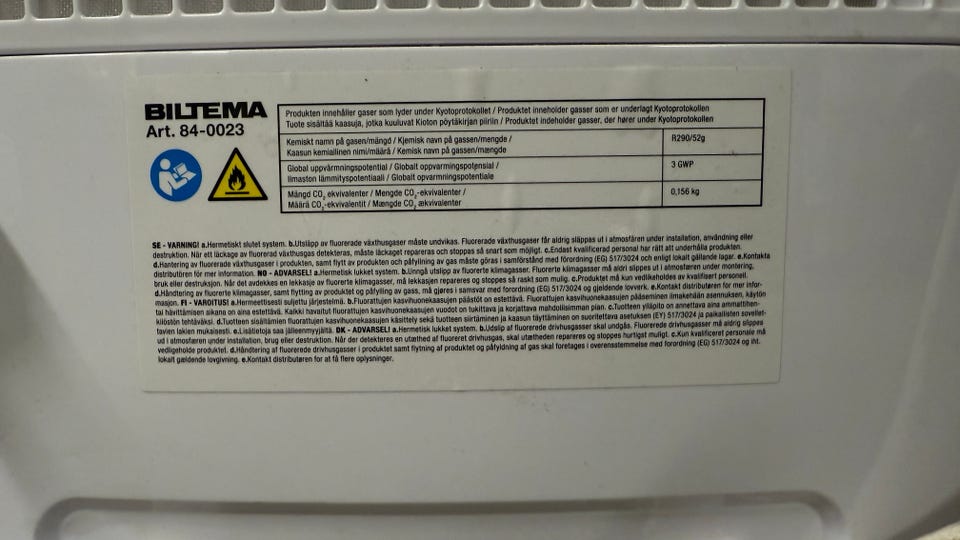 BILTEMA
Art. 84-0023
Produkten innehåller gaser som lyder under Kyotoprotokollet / Produktet inneholder gasser som er underlagt Kyotoprotokollen
Tuote sisältää kaasuja, jotka kuuluvat Kioton pöytäkirjan piiriin / Produktet indeholder gasser, der hører under Kyotoprotokollen
Kemiskt namn på gasen/mängd / Kjemisk navn på gassen/mengde /
Kaasun kemiallinen nimi/määrä / Kemisk navn på gassen/mængde
R290/52g
Global uppvärmningspotential / Globalt oppvarmingspotensial /
Ilmaston lämmityspotentiaali / Globalt opvarmningspotentiale
3 GWP
Mängd CO₂ ekvivalenter / Mengde CO₂-ekvivalenter /
Määrä CO₂-ekvivalentit / Mængde CO₂ ækvivalenter
0,156 kg
SE - VARNING! a.Hermetiskt slutet system. b.Utsläpp av fluorerade växthusgaser måste undvikas. Fluorerade växthusgaser får aldrig släppas ut i atmosfären under installation, användning eller
destruktion. När ett läckage av fluorerad växthusgas detekteras, måste läckaget repareras och stoppas så snart som möjligt. c.Endast kvalificerad personal har rätt att underhålla produkten.
d.Hantering av fluorerade växthusgaser i produkten, samt flytt av produkten och påfyllning av gas måste göras i samförstånd med förordning (EG) 517/3024 och enligt lokalt gällande lagar. e.Kontakta
distributören för mer information. NO - ADVARSEL! a.Hermetisk lukket system. b.Unngå utslipp av fluorerte klimagasser. Fluorerte klimagasser må aldri slippes ut i atmosfæren under montering,
bruk eller destruksjon. Når det avdekkes en lekkasje av fluorerte klimagasser, må lekkasjen repareres og stoppes så raskt som mulig. c.Produktet må kun vedlikeholdes av kvalifisert personell.
d.Håndtering av fluorerte klimagasser, samt flytting av produktet og påfylling av gass, må gjøres i samsvar med forordning (EG) 517/3024 og gjeldende lovverk. e.Kontakt distributøren for mer infor-
masjon. FI - VAROITUS! a.Hermeettisesti suljettu järjestelmä. b.Fluorattujen kasvihuonekaasujen päästöt on estettävä. Fluorattujen kasvihuonekaasujen pääseminen ilmakehään asennuksen, käytön
tai hävittämisen aikana on aina estettävä. Kaikki havaitut fluorattujen kasvihuonekaasujen vuodot on tukittava ja korjattava mahdollisimman pian. c.Tuotteen ylläpito on annettava aina ammattihen-
kilöstön tehtäväksi. d.Tuotteen sisältämien fluorattujen kasvihuonekaasujen käsittely sekä tuotteen siirtäminen ja kaasun täyttäminen on suoritettava asetuksen (EY) 517/3024 ja paikallisten sovellet-
tavien lakien mukaisesti. e.Lisätietoja saa jälleenmyyjältä. DK - ADVARSEL! a.Hermetisk lukket system. b.Udslip af fluorerede drivhusgasser skal undgås. Fluorerede drivhusgasser må aldrig slippes
ud i atmosfæren under installation, brug eller destruktion. Når der detekteres en utæthed af fluoreret drivhusgas, skal utætheden repareres og stoppes hurtigst muligt. c.Kun kvalificeret personale må
vedligeholde produktet. d.Håndtering af fluorerede drivhusgasser i produktet samt flytning af produktet og påfyldning af gas skal foretages i overensstemmelse med forordning (EG) 517/3024 og iht.
lokalt gældende lovgivning. e.Kontakt distributøren for at få flere oplysninger.